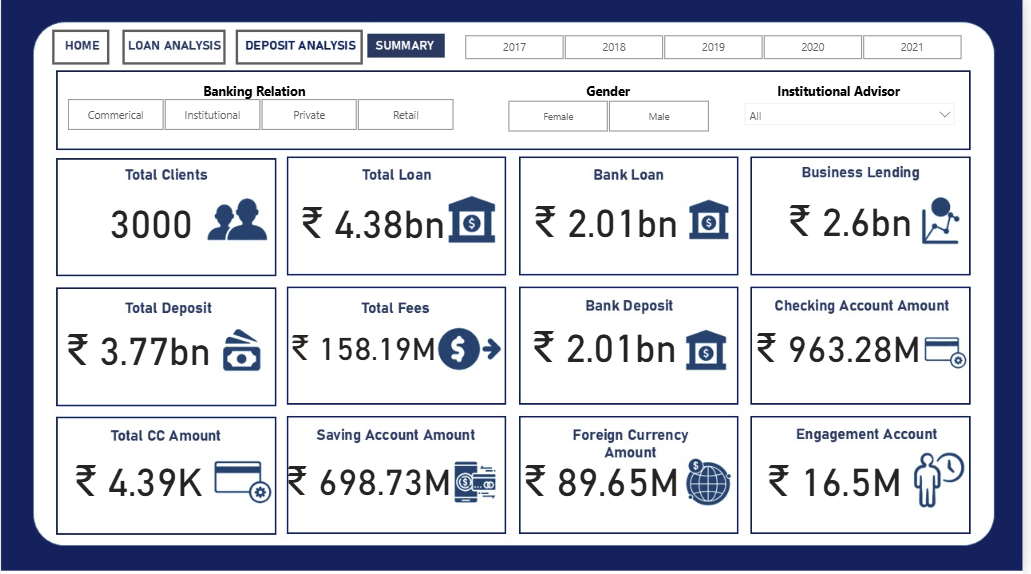 HOME LOAN ANALYSIS DEPOSIT ANALYSIS SUMMARY 2017 2018 2019 2020 2021
Banking Relation Gender Institutional Advisor
Commerical Institutional Private Retail Female Male All
Total Clients Total Loan Bank Loan Business Lending
3000 ₹ 4.38bn $ ₹ 2.01bn $ ₹ 2.6bn
Total Deposit Total Fees Bank Deposit Checking Account Amount
₹ 3.77bn ₹ 158.19M $ ₹ 2.01bn $ ₹ 963.28M
Total CC Amount Saving Account Amount Foreign Currency Engagement Account
Amount
₹ 4.39K ₹ 698.73M $ ₹ 89.65M $ ₹ 16.5M